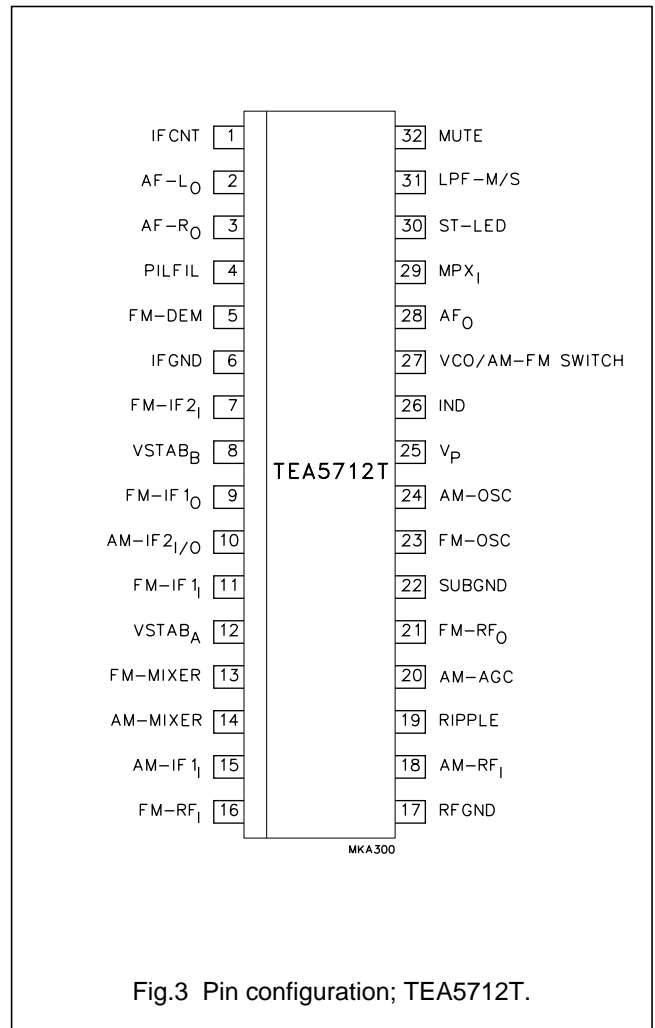 IFCNT 1 32 MUTE
AF-LO 2 31 LPF-M/S
AF-RO 3 30 ST-LED
PILFIL 4 29 MPXI
FM-DEM 5 28 AFO
IFGND 6 27 VCO/AM-FM SWITCH
FM-IF2I 7 26 IND
VSTABB 8 25 VP
TEA5712T
FM-IF1O 9 24 AM-OSC
AM-IF2I/O 10 23 FM-OSC
FM-IF1I 11 22 SUBGND
VSTABA 12 21 FM-RFO
FM-MIXER 13 20 AM-AGC
AM-MIXER 14 19 RIPPLE
AM-IF1I 15 18 AM-RFI
FM-RFI 16 17 RFGND
MKA300
Fig.3 Pin configuration; TEA5712T.